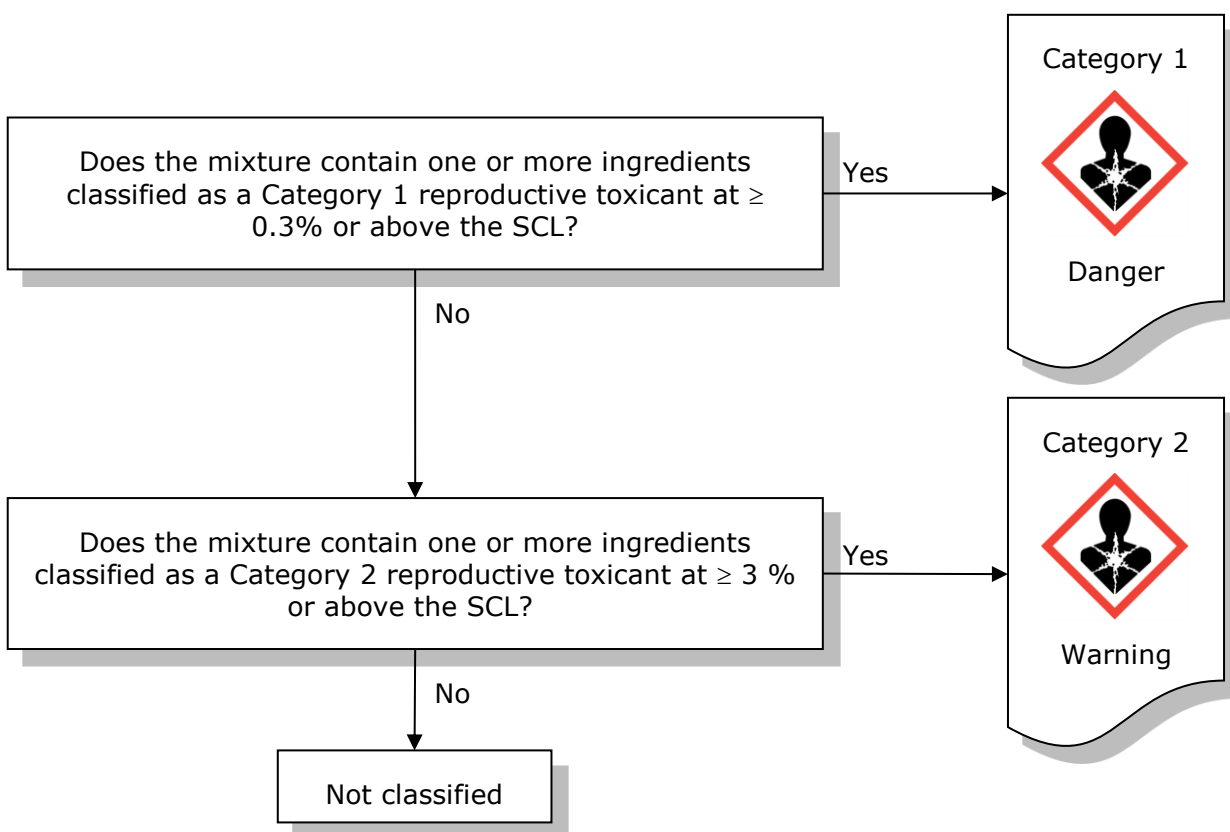 Category 1
Does the mixture contain one or more ingredients
classified as a Category 1 reproductive toxicant at ≥
0.3% or above the SCL?
Yes
Danger
No
Category 2
Does the mixture contain one or more ingredients
classified as a Category 2 reproductive toxicant at ≥ 3 %
or above the SCL?
Yes
Warning
No
Not classified